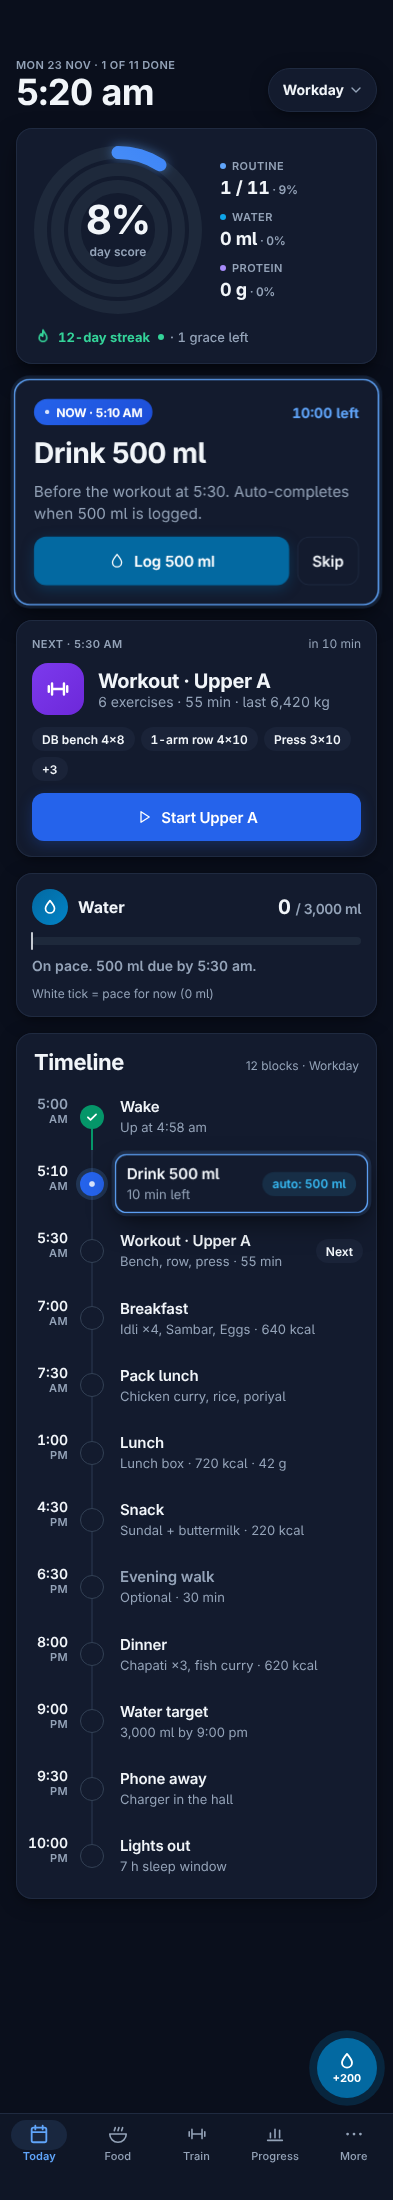 MON 23 NOV · 1 OF 11 DONE
5:20 am
Workday
8%
day score
ROUTINE
1 / 11 · 9%
WATER
0 ml · 0%
PROTEIN
0 g · 0%
12-day streak · 1 grace left
NOW · 5:10 AM
10:00 left
Drink 500 ml
Before the workout at 5:30. Auto-completes
when 500 ml is logged.
Log 500 ml
Skip
NEXT · 5:30 AM
in 10 min
Workout · Upper A
6 exercises · 55 min · last 6,420 kg
DB bench 4×8
1-arm row 4×10
Press 3×10
+3
Start Upper A
Water
0 / 3,000 ml
On pace. 500 ml due by 5:30 am.
White tick = pace for now (0 ml)
Timeline
12 blocks · Workday
5:00 AM
Wake
Up at 4:58 am
5:10 AM
Drink 500 ml
10 min left
auto: 500 ml
5:30 AM
Workout · Upper A
Bench, row, press · 55 min
Next
7:00 AM
Breakfast
Idli ×4, Sambar, Eggs · 640 kcal
7:30 AM
Pack lunch
Chicken curry, rice, poriyal
1:00 PM
Lunch
Lunch box · 720 kcal · 42 g
4:30 PM
Snack
Sundal + buttermilk · 220 kcal
6:30 PM
Evening walk
Optional · 30 min
8:00 PM
Dinner
Chapati ×3, fish curry · 620 kcal
9:00 PM
Water target
3,000 ml by 9:00 pm
9:30 PM
Phone away
Charger in the hall
10:00 PM
Lights out
7 h sleep window
+200
Today
Food
Train
Progress
More